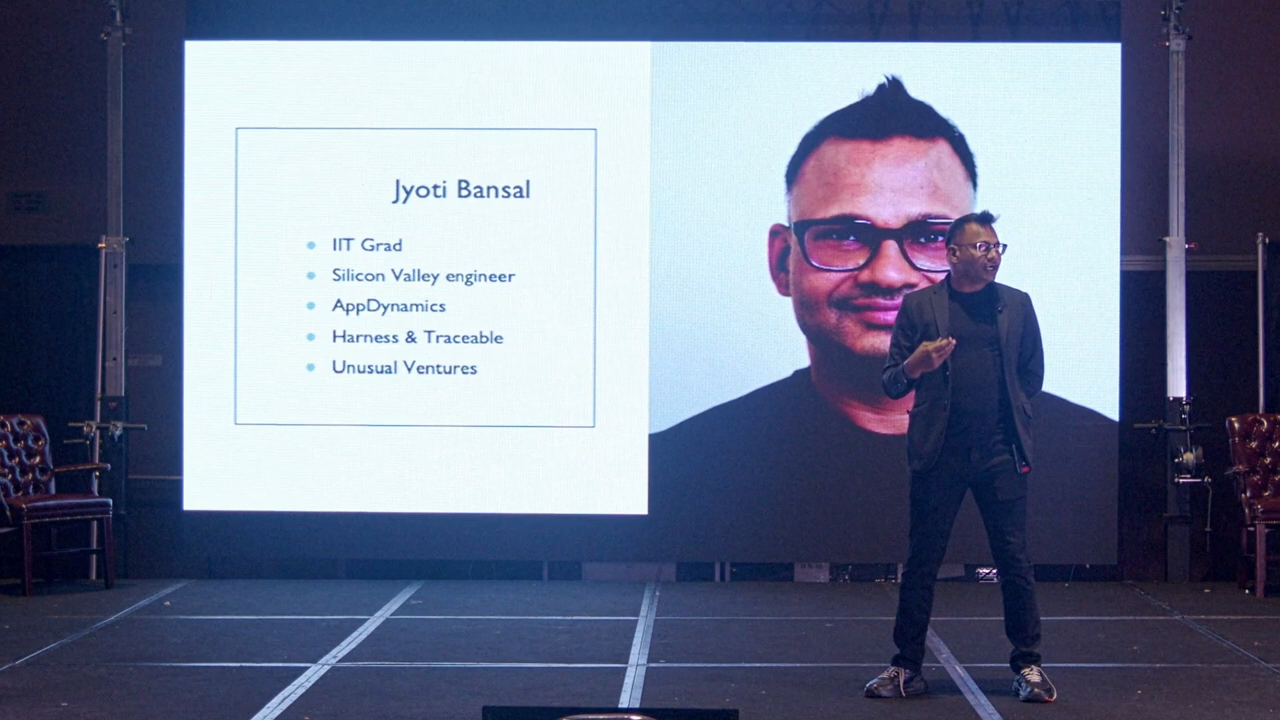 Jyoti Bansal
IIT Grad
Silicon Valley engineer
AppDynamics
Harness & Traceable
Unusual Ventures